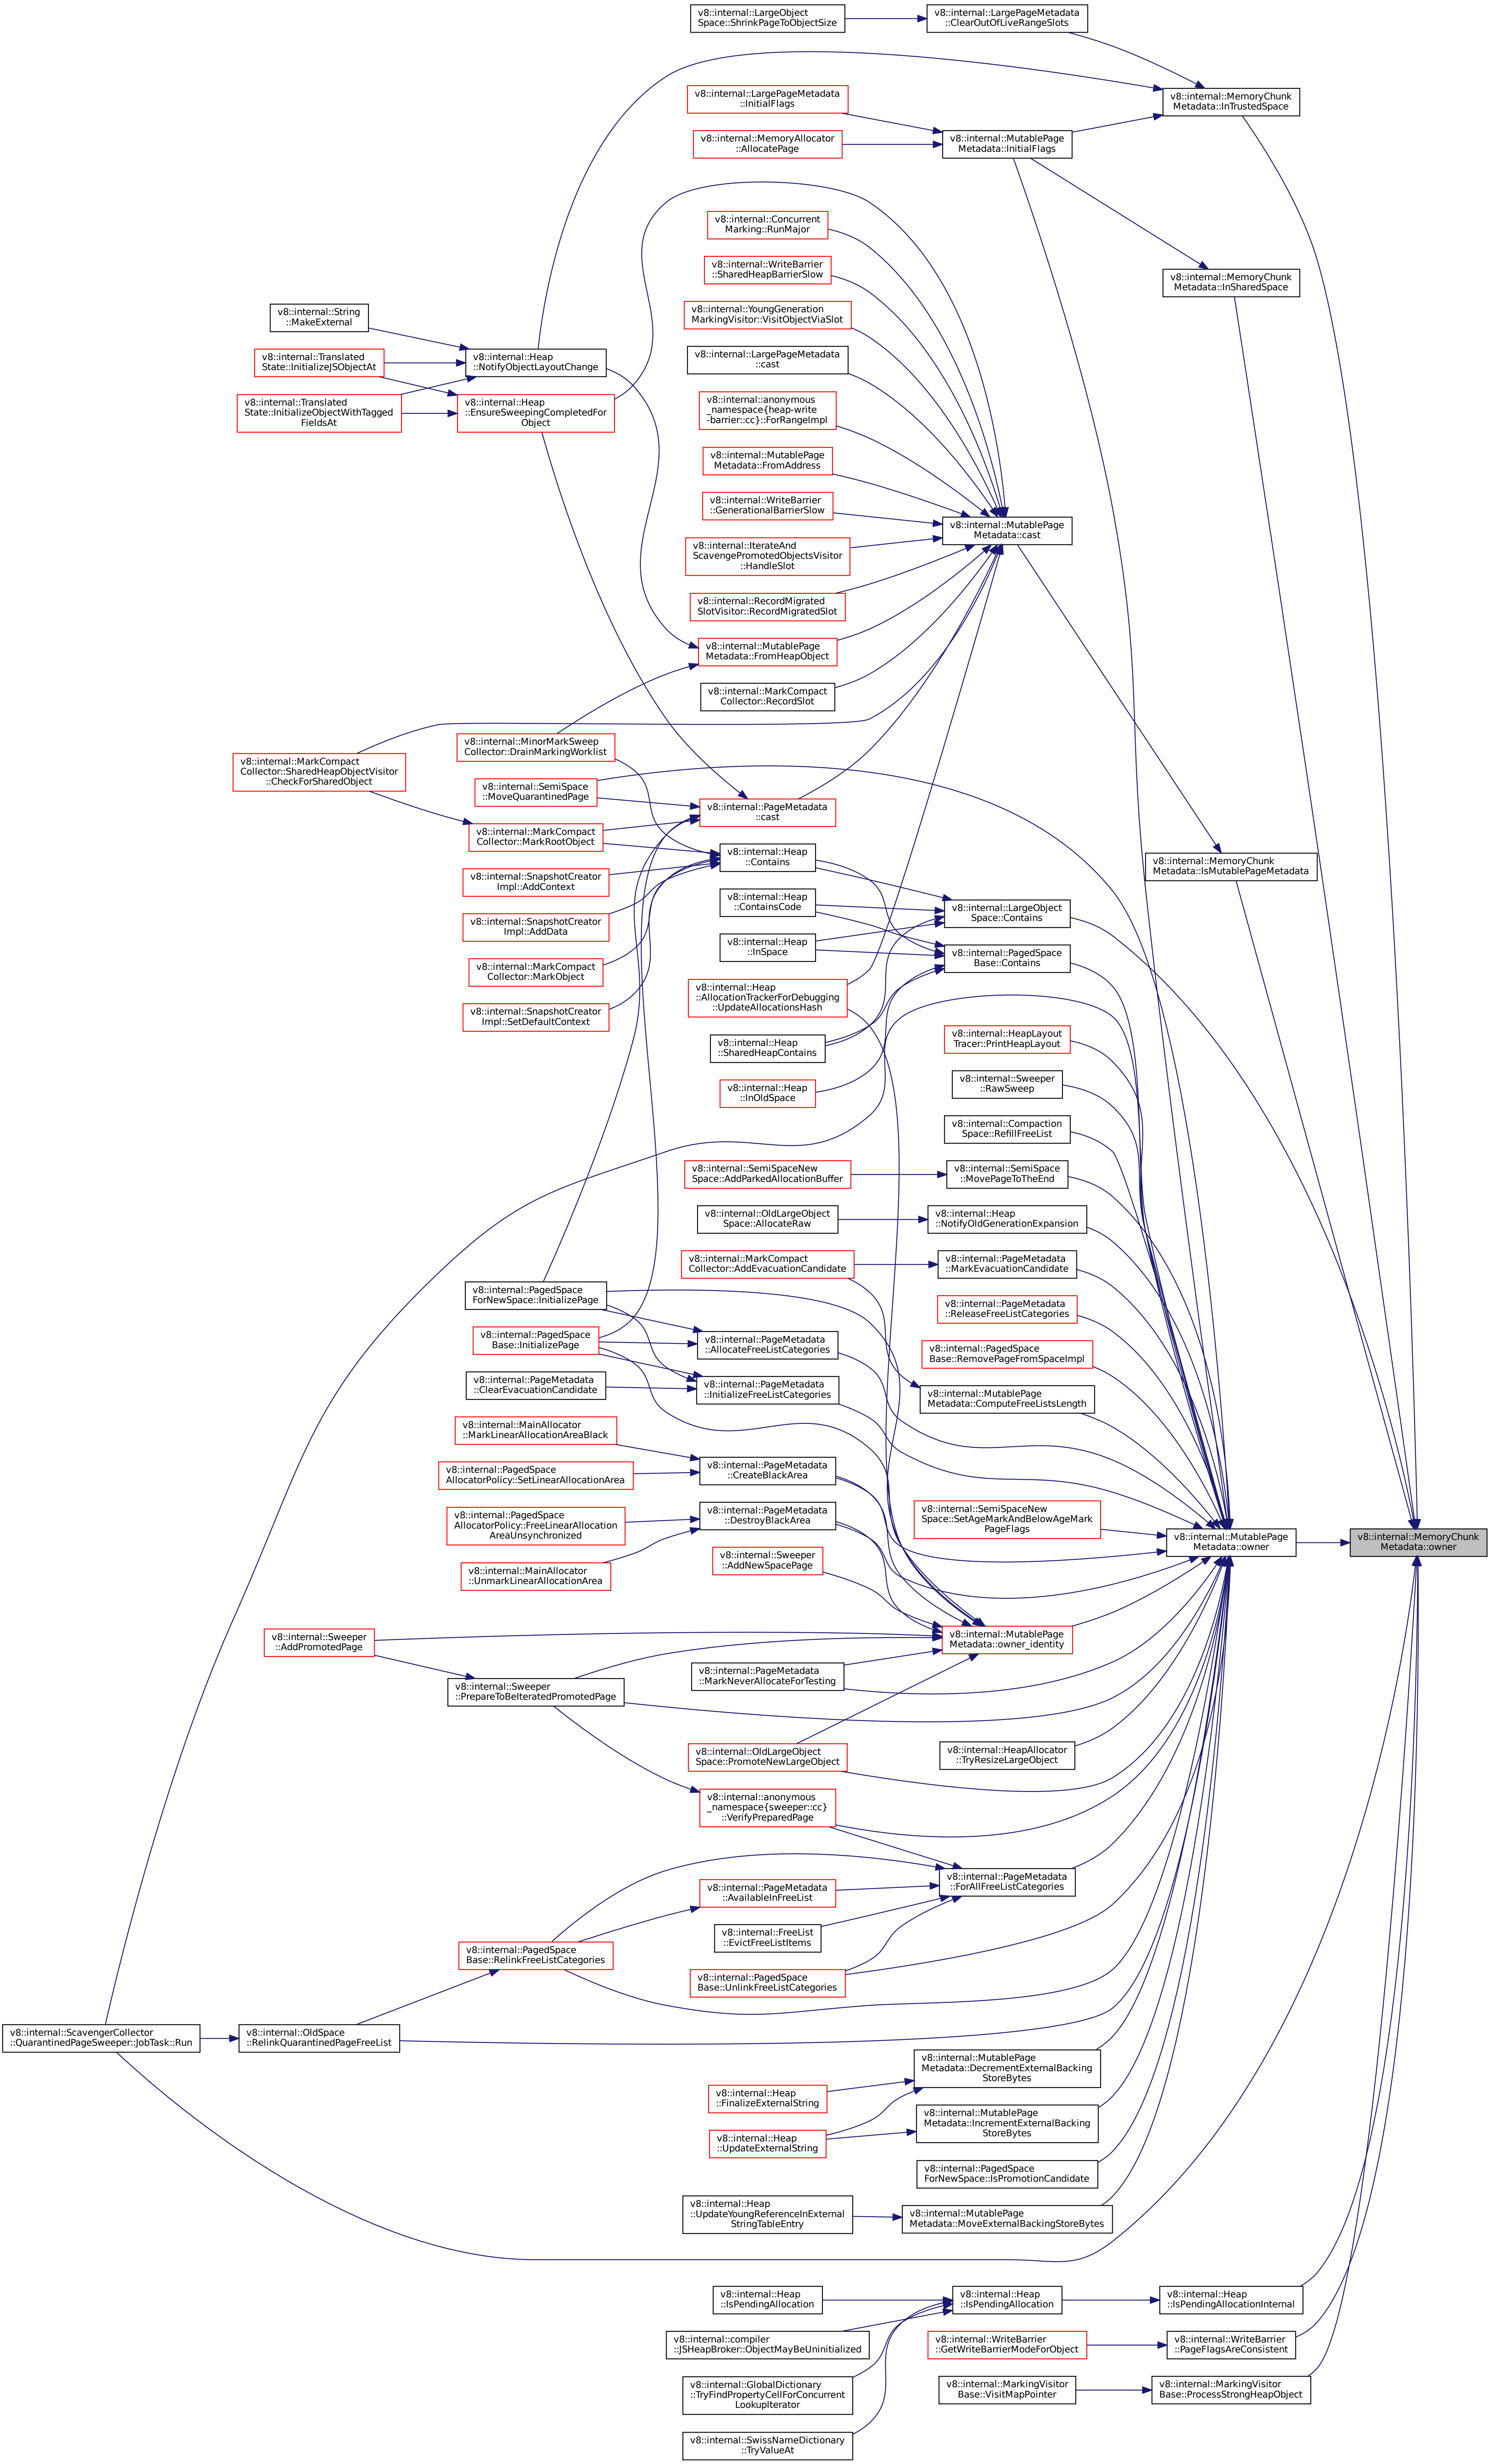 v8::internal::LargeObject
Space::ShrinkPageToObjectSize
v8::internal::LargePageMetadata
::ClearOutOfLiveRangeSlots
v8::internal::LargePageMetadata
::InitialFlags
v8::internal::MemoryChunk
Metadata::InTrustedSpace
v8::internal::MemoryAllocator
::AllocatePage
v8::internal::MutablePage
Metadata::InitialFlags
v8::internal::Concurrent
Marking::RunMajor
v8::internal::WriteBarrier
::SharedHeapBarrierSlow
v8::internal::MemoryChunk
Metadata::InSharedSpace
v8::internal::String
::MakeExternal
v8::internal::YoungGeneration
MarkingVisitor::VisitObjectViaSlot
v8::internal::Translated
State::InitializeJSObjectAt
v8::internal::Heap
::NotifyObjectLayoutChange
v8::internal::LargePageMetadata
::cast
v8::internal::Translated
State::InitializeObjectWithTagged
FieldsAt
v8::internal::Heap
::EnsureSweepingCompletedFor
Object
v8::internal::anonymous
_namespace{heap-write
-barrier::cc}::ForRangeImpl
v8::internal::MutablePage
Metadata::FromAddress
v8::internal::WriteBarrier
::GenerationalBarrierSlow
v8::internal::MutablePage
Metadata::cast
v8::internal::IterateAnd
ScavengePromotedObjectsVisitor
::HandleSlot
v8::internal::RecordMigrated
SlotVisitor::RecordMigratedSlot
v8::internal::MutablePage
Metadata::FromHeapObject
v8::internal::MarkCompact
Collector::RecordSlot
v8::internal::MinorMarkSweep
Collector::DrainMarkingWorklist
v8::internal::MarkCompact
Collector::SharedHeapObjectVisitor
::CheckForSharedObject
v8::internal::SemiSpace
::MoveQuarantinedPage
v8::internal::PageMetadata
::cast
v8::internal::MarkCompact
Collector::MarkRootObject
v8::internal::Heap
::Contains
v8::internal::MemoryChunk
Metadata::IsMutablePageMetadata
v8::internal::SnapshotCreator
Impl::AddContext
v8::internal::Heap
::ContainsCode
v8::internal::LargeObject
Space::Contains
v8::internal::SnapshotCreator
Impl::AddData
v8::internal::Heap
::InSpace
v8::internal::PagedSpace
Base::Contains
v8::internal::MarkCompact
Collector::MarkObject
v8::internal::Heap
::AllocationTrackerForDebugging
::UpdateAllocationsHash
v8::internal::SnapshotCreator
Impl::SetDefaultContext
v8::internal::Heap
::SharedHeapContains
v8::internal::HeapLayout
Tracer::PrintHeapLayout
v8::internal::Heap
::InOldSpace
v8::internal::Sweeper
::RawSweep
v8::internal::Compaction
Space::RefillFreeList
v8::internal::SemiSpaceNew
Space::AddParkedAllocationBuffer
v8::internal::SemiSpace
::MovePageToTheEnd
v8::internal::OldLargeObject
Space::AllocateRaw
v8::internal::Heap
::NotifyOldGenerationExpansion
v8::internal::MarkCompact
Collector::AddEvacuationCandidate
v8::internal::PageMetadata
::MarkEvacuationCandidate
v8::internal::PagedSpace
ForNewSpace::InitializePage
v8::internal::PageMetadata
::ReleaseFreeListCategories
v8::internal::PagedSpace
Base::InitializePage
v8::internal::PageMetadata
::AllocateFreeListCategories
v8::internal::PagedSpace
Base::RemovePageFromSpaceImpl
v8::internal::PageMetadata
::ClearEvacuationCandidate
v8::internal::PageMetadata
::InitializeFreeListCategories
v8::internal::MutablePage
Metadata::ComputeFreeListsLength
v8::internal::MainAllocator
::MarkLinearAllocationAreaBlack
v8::internal::PagedSpace
AllocatorPolicy::SetLinearAllocationArea
v8::internal::PageMetadata
::CreateBlackArea
v8::internal::PagedSpace
AllocatorPolicy::FreeLinearAllocation
AreaUnsynchronized
v8::internal::PageMetadata
::DestroyBlackArea
v8::internal::SemiSpaceNew
Space::SetAgeMarkAndBelowAgeMark
PageFlags
v8::internal::MutablePage
Metadata::owner
v8::internal::MemoryChunk
Metadata::owner
v8::internal::MainAllocator
::UnmarkLinearAllocationArea
v8::internal::Sweeper
::AddNewSpacePage
v8::internal::Sweeper
::AddPromotedPage
v8::internal::MutablePage
Metadata::owner_identity
v8::internal::Sweeper
::PrepareToBeIteratedPromotedPage
v8::internal::PageMetadata
::MarkNeverAllocateForTesting
v8::internal::OldLargeObject
Space::PromoteNewLargeObject
v8::internal::HeapAllocator
::TryResizeLargeObject
v8::internal::anonymous
_namespace{sweeper::cc}
::VerifyPreparedPage
v8::internal::PageMetadata
::AvailableInFreeList
v8::internal::PageMetadata
::ForAllFreeListCategories
v8::internal::FreeList
::EvictFreeListItems
v8::internal::PagedSpace
Base::RelinkFreeListCategories
v8::internal::PagedSpace
Base::UnlinkFreeListCategories
v8::internal::ScavengerCollector
::QuarantinedPageSweeper::JobTask::Run
v8::internal::OldSpace
::RelinkQuarantinedPageFreeList
v8::internal::MutablePage
Metadata::DecrementExternalBacking
StoreBytes
v8::internal::Heap
::FinalizeExternalString
v8::internal::MutablePage
Metadata::IncrementExternalBacking
StoreBytes
v8::internal::Heap
::UpdateExternalString
v8::internal::PagedSpace
ForNewSpace::IsPromotionCandidate
v8::internal::Heap
::UpdateYoungReferenceInExternal
StringTableEntry
v8::internal::MutablePage
Metadata::MoveExternalBackingStoreBytes
v8::internal::Heap
::IsPendingAllocation
v8::internal::Heap
::IsPendingAllocation
v8::internal::Heap
::IsPendingAllocationInternal
v8::internal::compiler
::JSHeapBroker::ObjectMayBeUninitialized
v8::internal::WriteBarrier
::GetWriteBarrierModeForObject
v8::internal::WriteBarrier
::PageFlagsAreConsistent
v8::internal::GlobalDictionary
::TryFindPropertyCellForConcurrent
LookupIterator
v8::internal::MarkingVisitor
Base::VisitMapPointer
v8::internal::MarkingVisitor
Base::ProcessStrongHeapObject
v8::internal::SwissNameDictionary
::TryValueAt